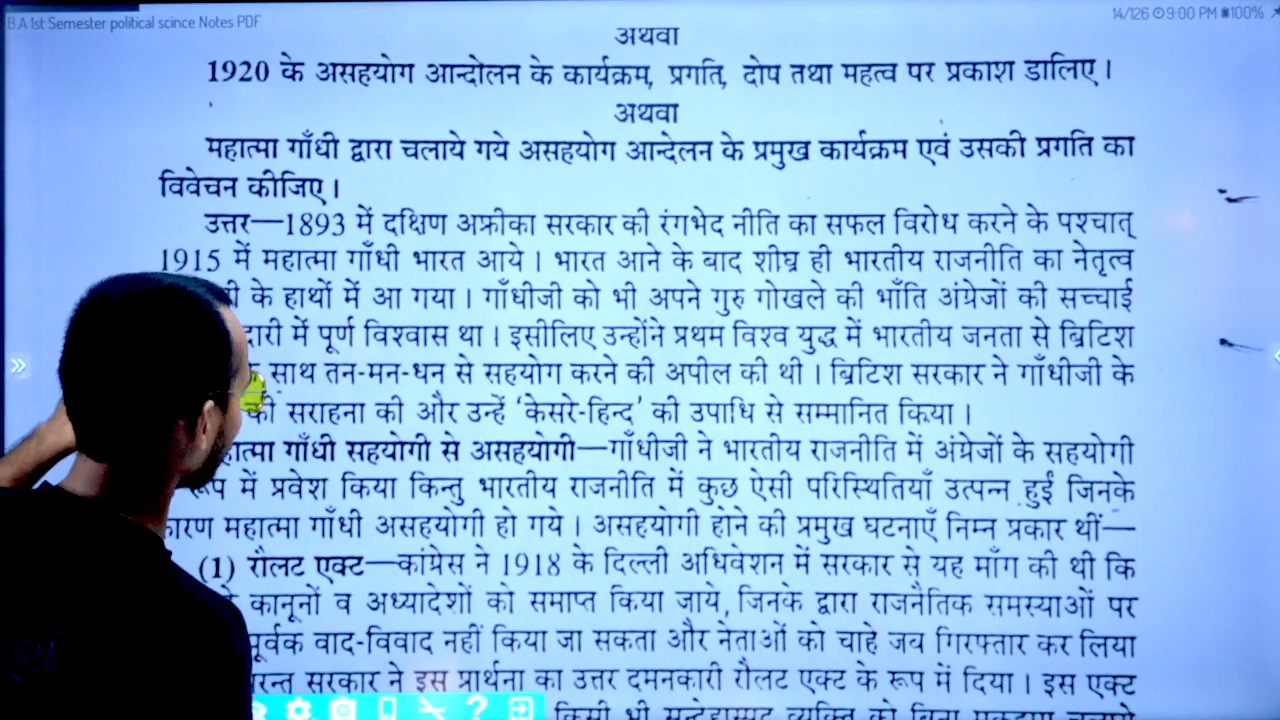 B.A 1st Semester political scince Notes PDF
14/126 9:00 PM 100%
अथवा
1920 के असहयोग आन्दोलन के कार्यक्रम, प्रगति, दोष तथा महत्व पर प्रकाश डालिए।
अथवा
महात्मा गाँधी द्वारा चलाये गये असहयोग आन्देलन के प्रमुख कार्यक्रम एवं उसकी प्रगति का
विवेचन कीजिए।
उत्तर—1893 में दक्षिण अफ्रीका सरकार की रंगभेद नीति का सफल विरोध करने के पश्चात्
1915 में महात्मा गाँधी भारत आये। भारत आने के बाद शीघ्र ही भारतीय राजनीति का नेतृत्व
के हाथों में आ गया। गाँधीजी को भी अपने गुरु गोखले की भाँति अंग्रेजों की सच्चाई
में पूर्ण विश्वास था। इसीलिए उन्होंने प्रथम विश्व युद्ध में भारतीय जनता से ब्रिटिश
साथ तन-मन-धन से सहयोग करने की अपील की थी। ब्रिटिश सरकार ने गाँधीजी के
की सराहना की और उन्हें ‘केसरे-हिन्द’ की उपाधि से सम्मानित किया।
गाँधी सहयोगी से असहयोगी—गाँधीजी ने भारतीय राजनीति में अंग्रेजों के सहयोगी
रूप में प्रवेश किया किन्तु भारतीय राजनीति में कुछ ऐसी परिस्थितियाँ उत्पन्न हुईं जिनके
कारण महात्मा गाँधी असहयोगी हो गये। असहयोगी होने की प्रमुख घटनाएँ निम्न प्रकार थीं—
(1) रौलट एक्ट—कांग्रेस ने 1918 के दिल्ली अधिवेशन में सरकार से यह माँग की थी कि
कानूनों व अध्यादेशों को समाप्त किया जाये, जिनके द्वारा राजनैतिक समस्याओं पर
पूर्वक वाद-विवाद नहीं किया जा सकता और नेताओं को चाहे जब गिरफ्तार कर लिया
सरकार ने इस प्रार्थना का उत्तर दमनकारी रौलट एक्ट के रूप में दिया। इस एक्ट
किसी भी सन्देहास्पद व्यक्ति को बिना